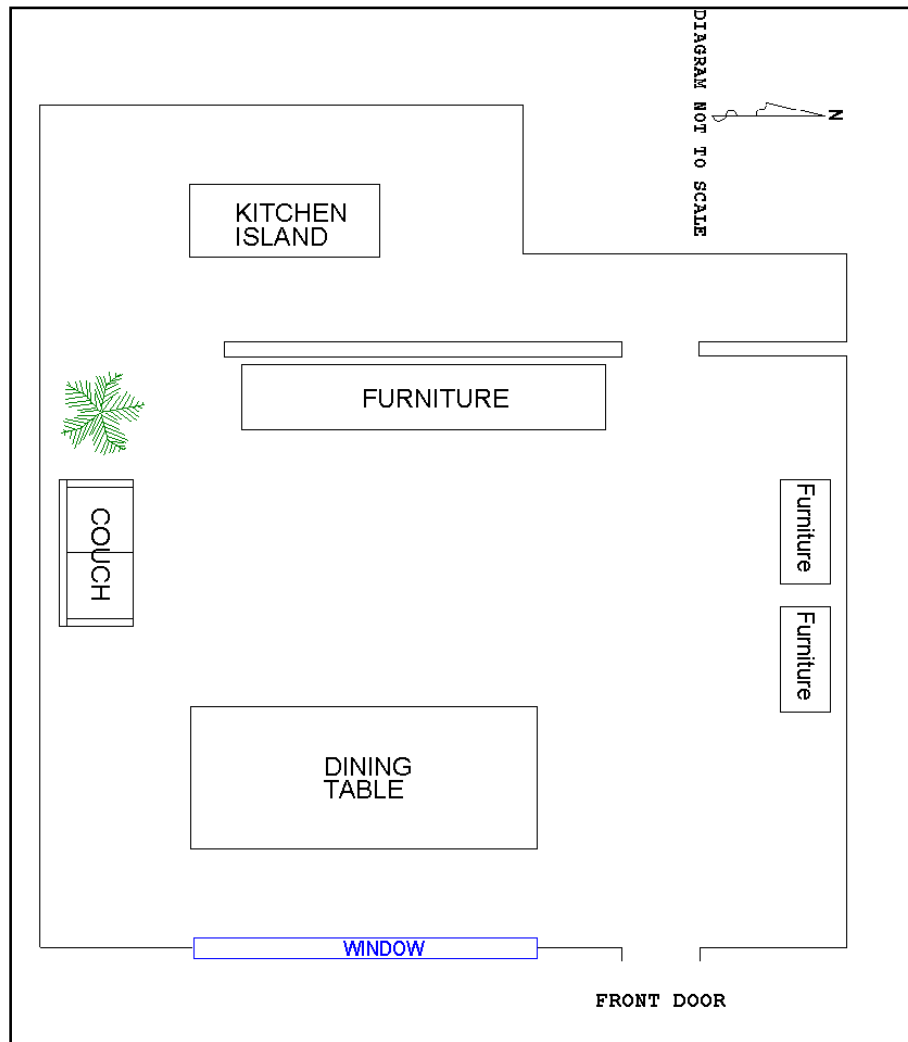 DIAGRAM NOT TO SCALE
N
KITCHEN
ISLAND
FURNITURE
COUCH
Furniture
Furniture
DINING
TABLE
WINDOW
FRONT DOOR